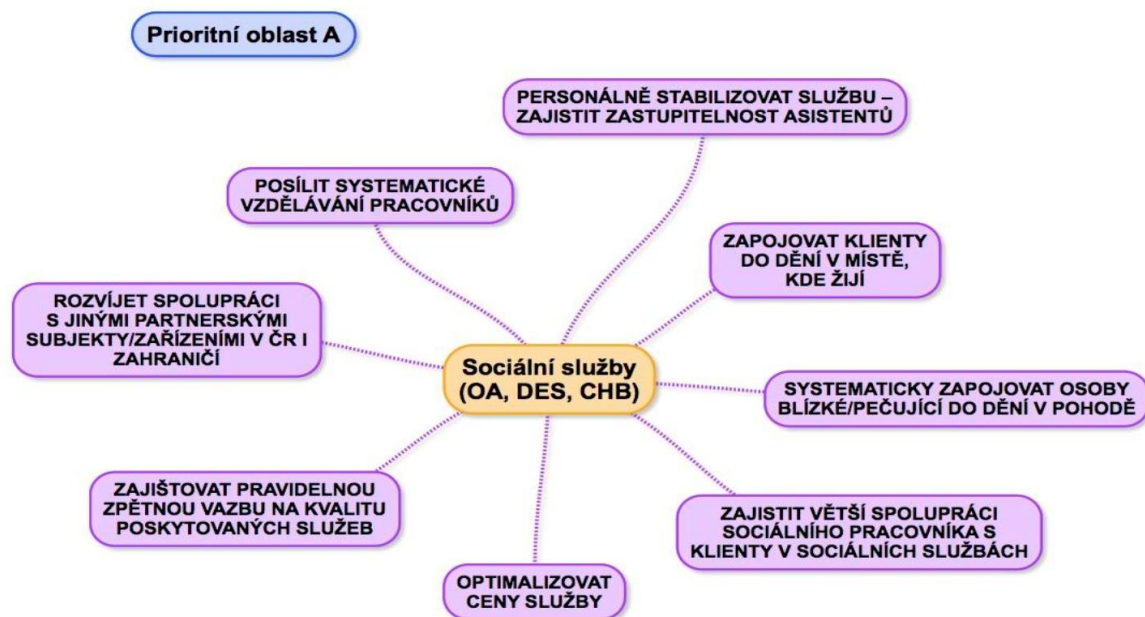 Prioritní oblast A
PERSONÁLNĚ STABILIZOVAT SLUŽBU –
ZAJISTIT ZASTUPITELNOST ASISTENTŮ
POSÍLIT SYSTEMATICKÉ
VZDĚLÁVÁNÍ PRACOVNÍKŮ
ZAPOJOVAT KLIENTY
DO DĚNÍ V MÍSTĚ,
KDE ŽIJÍ
ROZVÍJET SPOLUPRÁCI
S JINÝMI PARTNERSKÝMI
SUBJEKTY/ZAŘÍZENÍMI V ČR I
ZAHRANIČÍ
Sociální služby
(OA, DES, CHB)
SYSTEMATICKY ZAPOJOVAT OSOBY
BLÍZKÉ/PEČUJÍCÍ DO DĚNÍ V POHODĚ
ZAJIŠTOVAT PRAVIDELNOU
ZPĚTNOU VAZBU NA KVALITU
POSKYTOVANÝCH SLUŽEB
ZAJISTIT VĚTŠÍ SPOLUPRÁCI
SOCIÁLNÍHO PRACOVNÍKA S
KLIENTY V SOCIÁLNÍCH SLUŽBÁCH
OPTIMALIZOVAT
CENY SLUŽBY